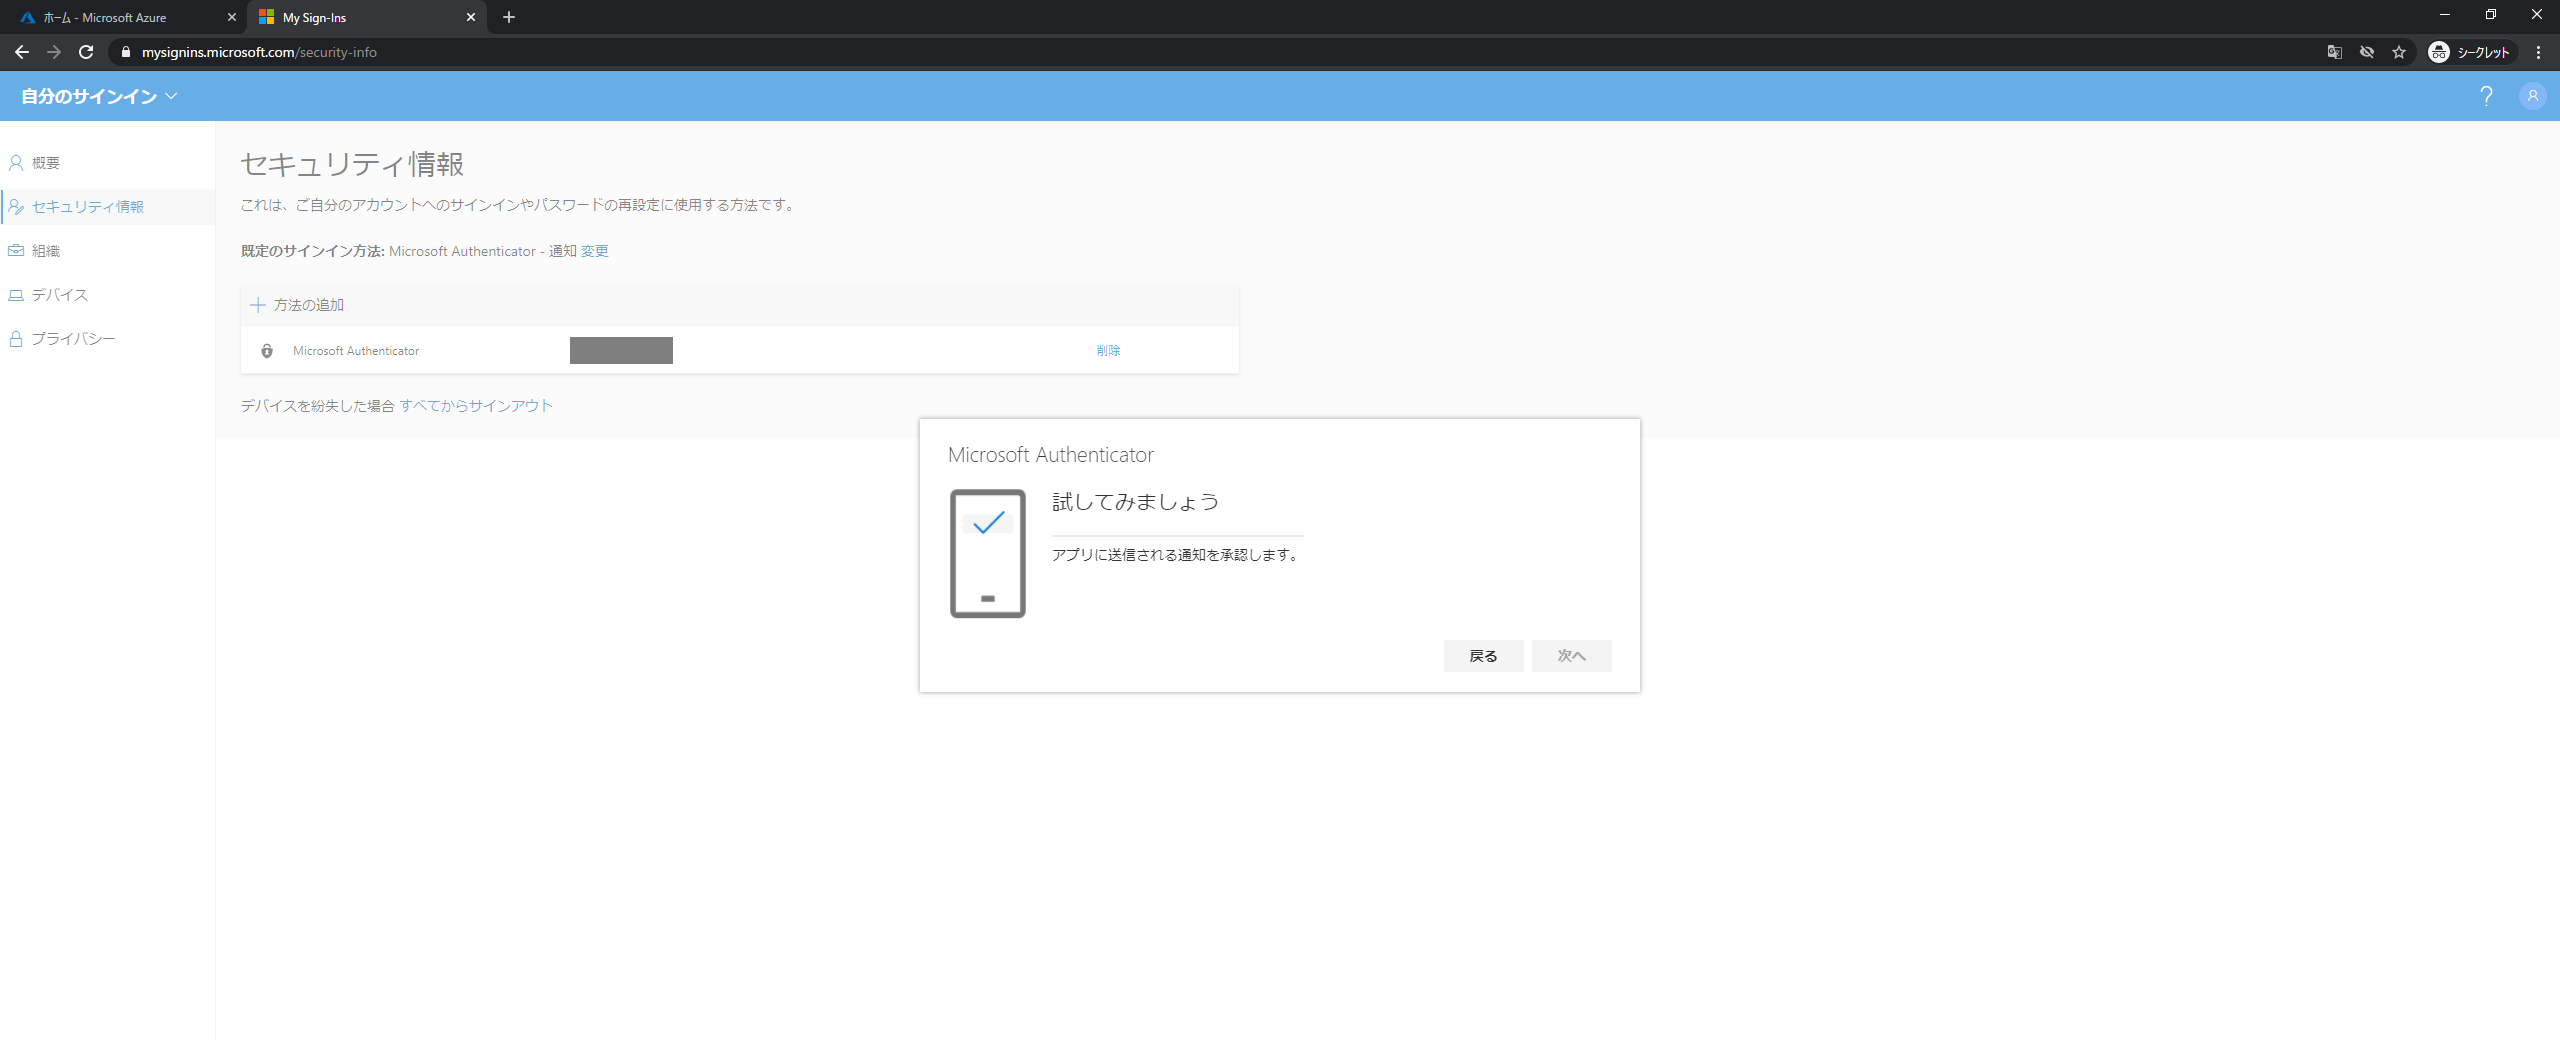 ホーム - Microsoft Azure
My Sign-Ins
mysignins.microsoft.com/security-info
シークレット
自分のサインイン
?
概要
セキュリティ情報
組織
デバイス
プライバシー
セキュリティ情報
これは、ご自分のアカウントへのサインインやパスワードの再設定に使用する方法です。
既定のサインイン方法: Microsoft Authenticator - 通知 変更
方法の追加
Microsoft Authenticator 削除
デバイスを紛失した場合 すべてからサインアウト
Microsoft Authenticator
試してみましょう
アプリに送信される通知を承認します。
戻る
次へ